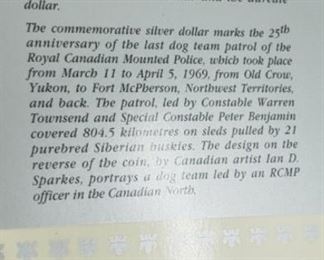 dollar.
The commemorative silver dollar marks the 25th
anniversary of the last dog team patrol of the
Royal Canadian Mounted Police, which took place
from March 11 to April 5, 1969, from Old Crow,
Yukon, to Fort McPherson, Northwest Territories,
and back. The patrol, led by Constable Warren
Townsend and Special Constable Peter Benjamin
covered 804.5 kilometres on sleds pulled by 21
purebred Siberian huskies. The design on the
reverse of the coin, by Canadian artist Ian D.
Sparkes, portrays a dog team led by an RCMP
officer in the Canadian North.